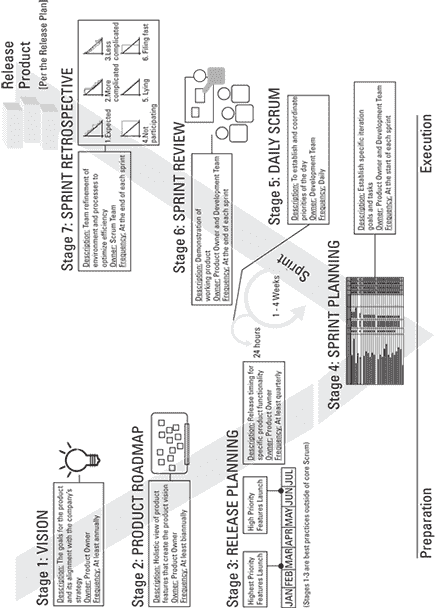 Stage 1: VISION
Description: The goals for the product
and its alignment with the company's
strategy
Owner: Product Owner
Frequency: At least annually
Stage 2: PRODUCT ROADMAP
Description: Holistic view of product
features that create the product vision
Owner: Product Owner
Frequency: At least biannually
Stage 3: RELEASE PLANNING
Description: Release timing for
specific product functionality
Owner: Product Owner
Frequency: At least quarterly
Highest Priority
Features Launch
High Priority
Features Launch
JAN FEB MAR APR MAY JUN JUL
(Stages 1-3 are best practices outside of core Scrum)
Preparation
Release
Product
[Per the Release Plan]
Stage 7: SPRINT RETROSPECTIVE
Description: Team refinement of
environment and processes to
optimize efficiency
Owner: Scrum Team
Frequency: At the end of each sprint
1.Expected
2.More
complicated
3.Less
complicated
4.Not
participating
5. Lying
6. Filing fast
Stage 6: SPRINT REVIEW
Description: Demonstration of
working product
Owner: Product Owner and Development Team
Frequency: At the end of each sprint
Stage 5: DAILY SCRUM
Description: To establish and coordinate
priorities of the day
Owner: Development Team
Frequency: Daily
24 hours
1 - 4 Weeks
Sprint
Stage 4: SPRINT PLANNING
Description: Establish specific iteration
goals and tasks
Owner: Product Owner and Development Team
Frequency: At the start of each sprint
Execution